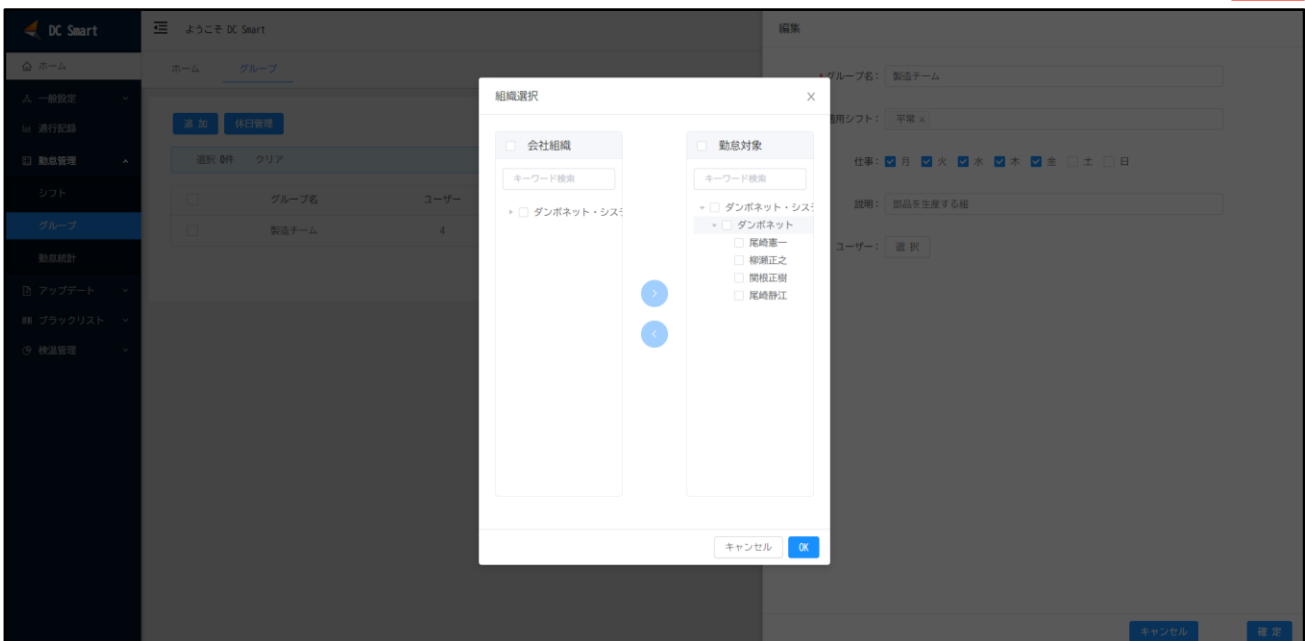 DC Smart
ようこそ DC Smart
編集
ホーム
一般設定
通行記録
勤怠管理
シフト
グループ
勤怠統計
アップデート
ブラックリスト
検温管理
ホーム グループ
追加 休日管理
選択 0件 クリア
グループ名 ユーザー
製造チーム 4
組織選択
会社組織
キーワード検索
ダンボネット・システ
勤怠対象
キーワード検索
ダンボネット・シス
ダンボネット
尾崎憲一
柳瀬正之
関根正樹
尾崎静江
キャンセル OK
*グループ名: 製造チーム
適用シフト: 平常 ×
仕事: 月 火 水 木 金 土 日
説明: 部品を生産する組
ユーザー: 選択
キャンセル 確定